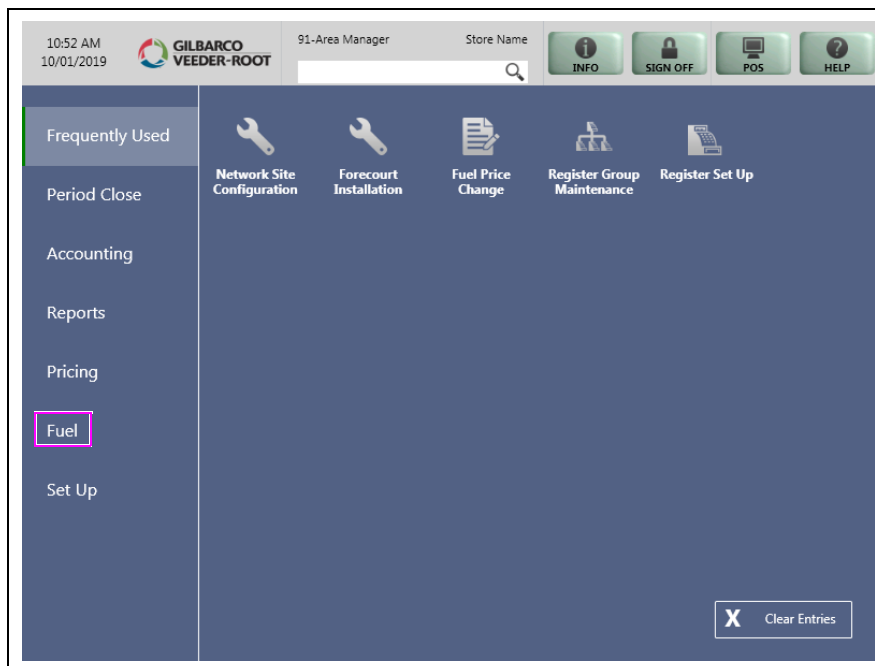 10:52 AM
10/01/2019
GILBARCO
VEEDER-ROOT
91-Area Manager
Store Name
INFO
SIGN OFF
POS
HELP
Frequently Used
Period Close
Accounting
Reports
Pricing
Fuel
Set Up
Network Site
Configuration
Forecourt
Installation
Fuel Price
Change
Register Group
Maintenance
Register Set Up
X Clear Entries